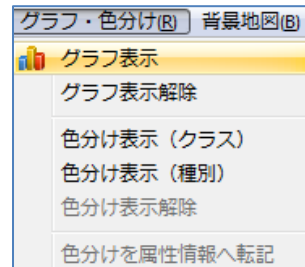 グラフ・色分け(R) 背景地図(B)
グラフ表示
グラフ表示解除
色分け表示（クラス）
色分け表示（種別）
色分け表示解除
色分けを属性情報へ転記